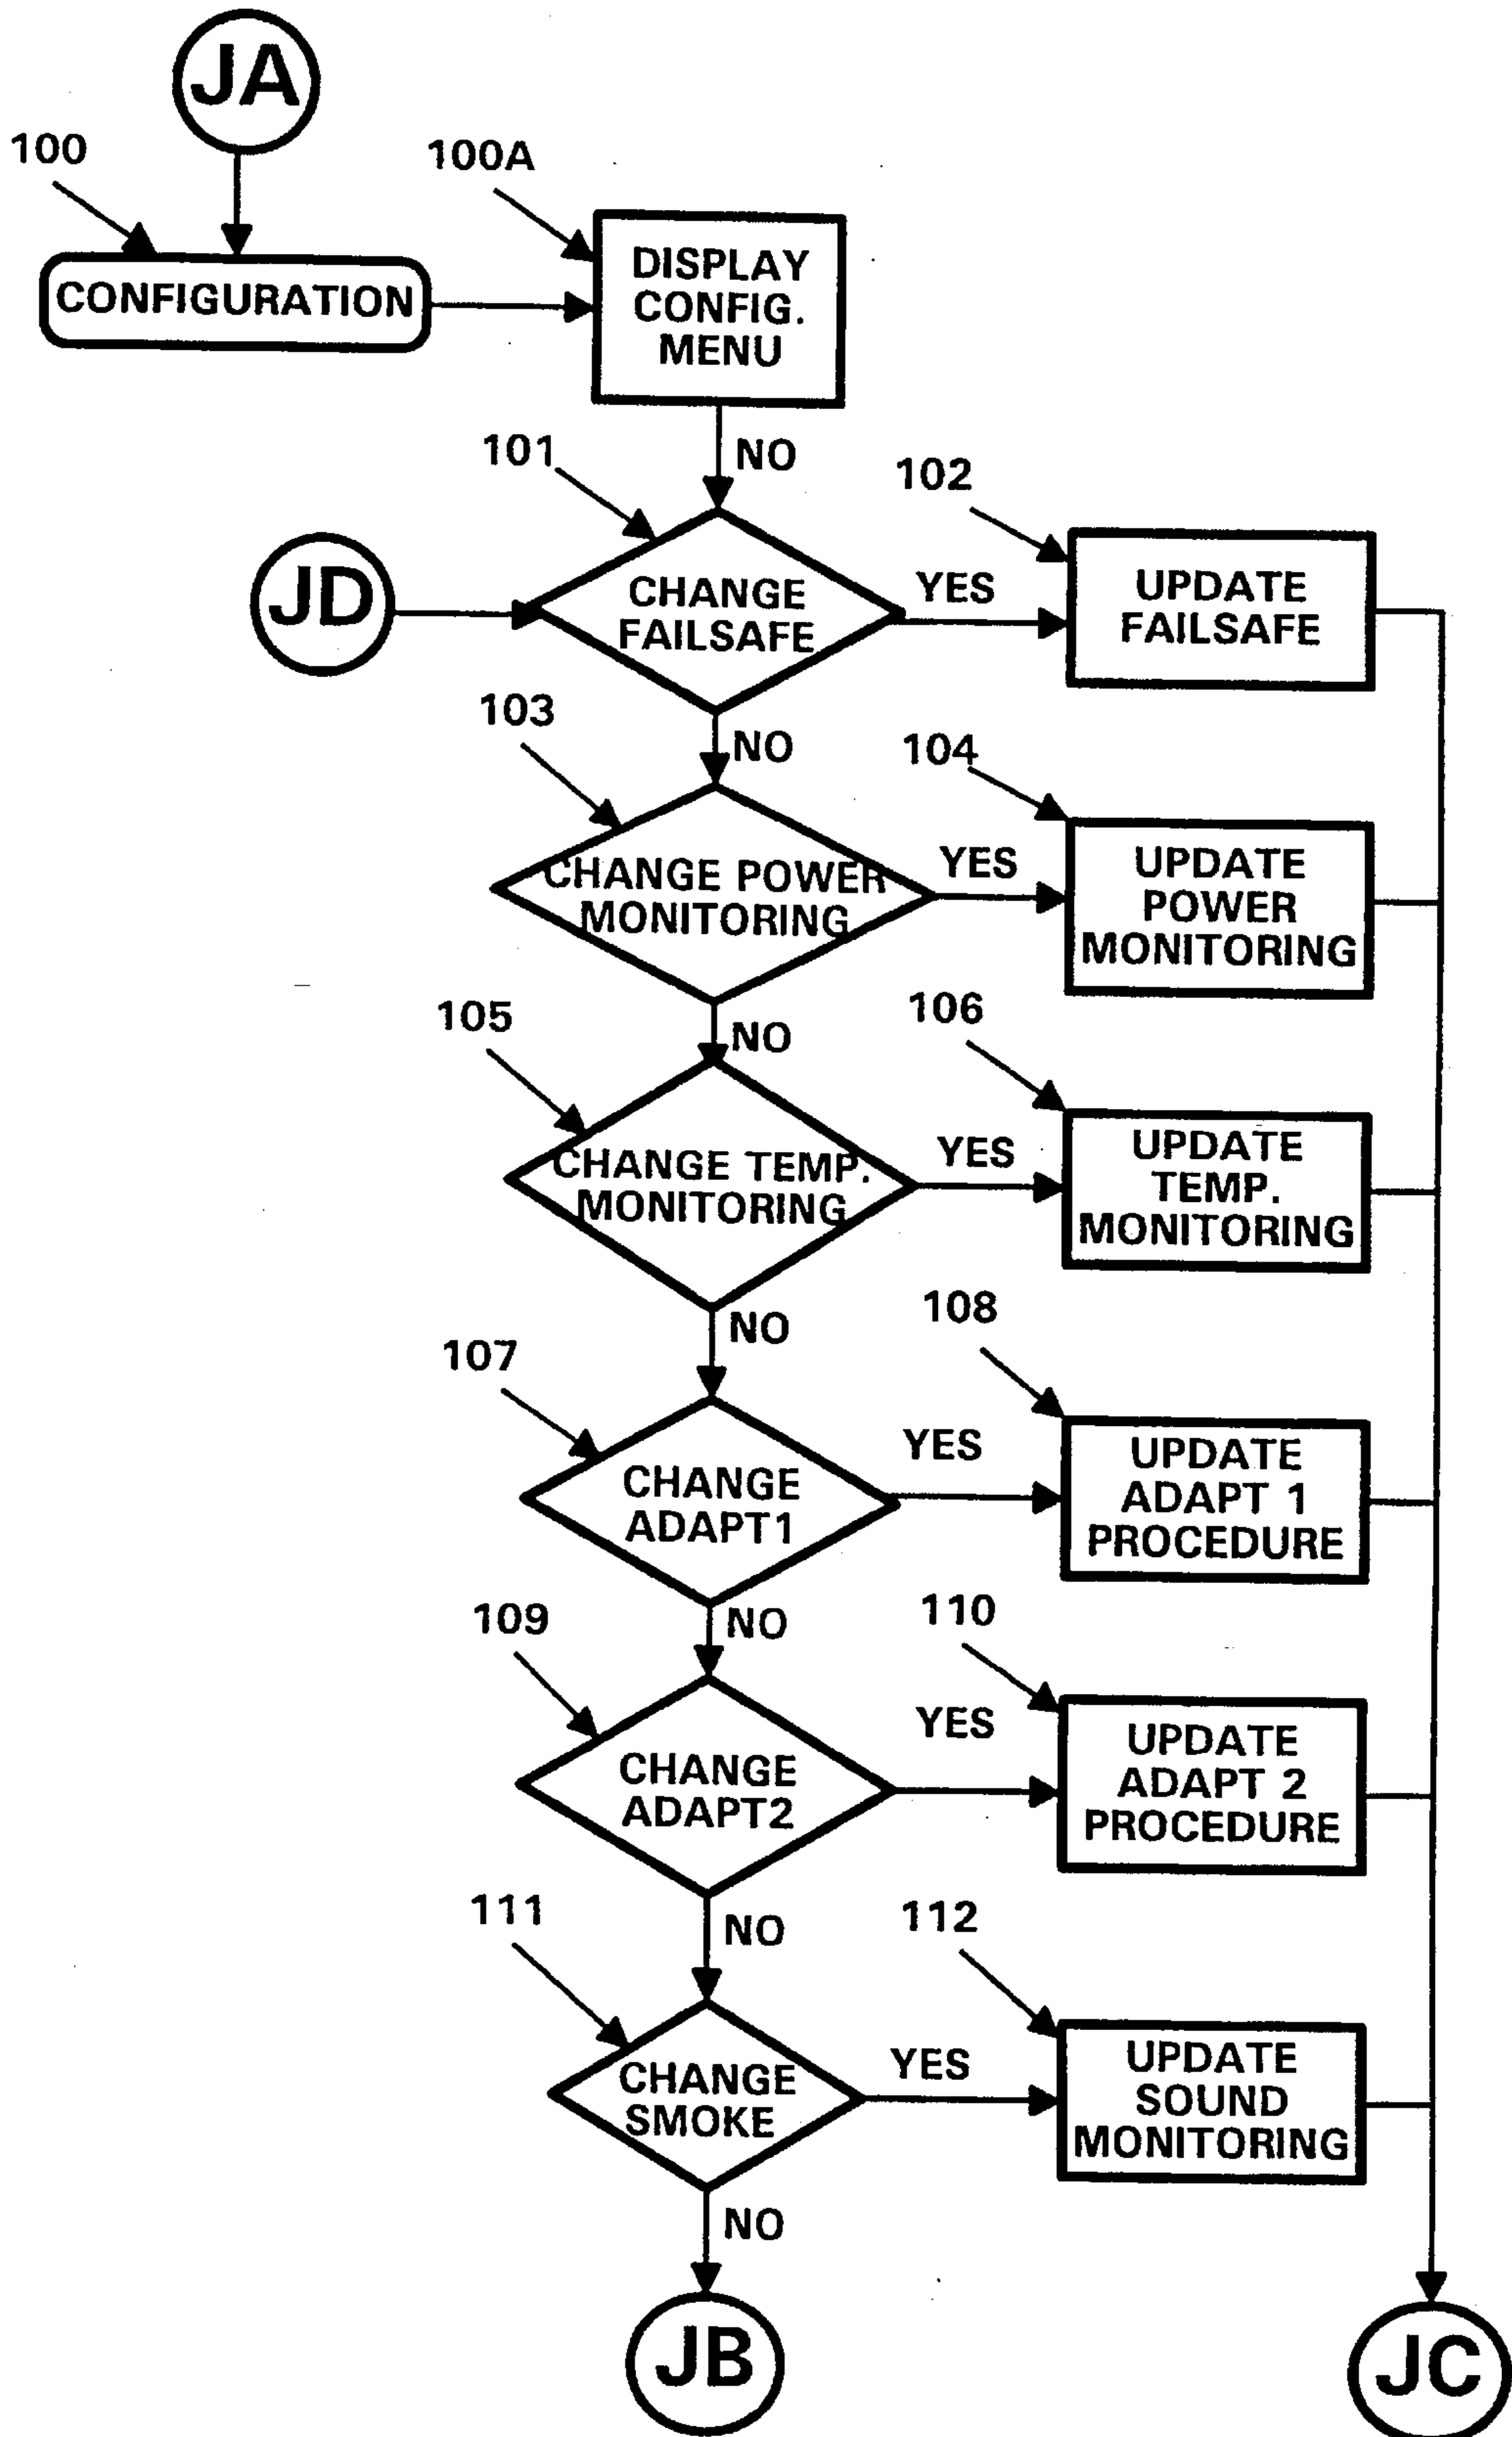 JA
100
100A
CONFIGURATION
DISPLAY
CONFIG.
MENU
NO
101
102
JD
CHANGE
FAILSAFE
YES
UPDATE
FAILSAFE
NO
103
104
CHANGE POWER
MONITORING
YES
UPDATE
POWER
MONITORING
NO
105
106
CHANGE TEMP.
MONITORING
YES
UPDATE
TEMP.
MONITORING
NO
107
108
CHANGE
ADAPT1
YES
UPDATE
ADAPT 1
PROCEDURE
NO
109
110
CHANGE
ADAPT2
YES
UPDATE
ADAPT 2
PROCEDURE
NO
111
112
CHANGE
SMOKE
YES
UPDATE
SOUND
MONITORING
NO
JB
JC